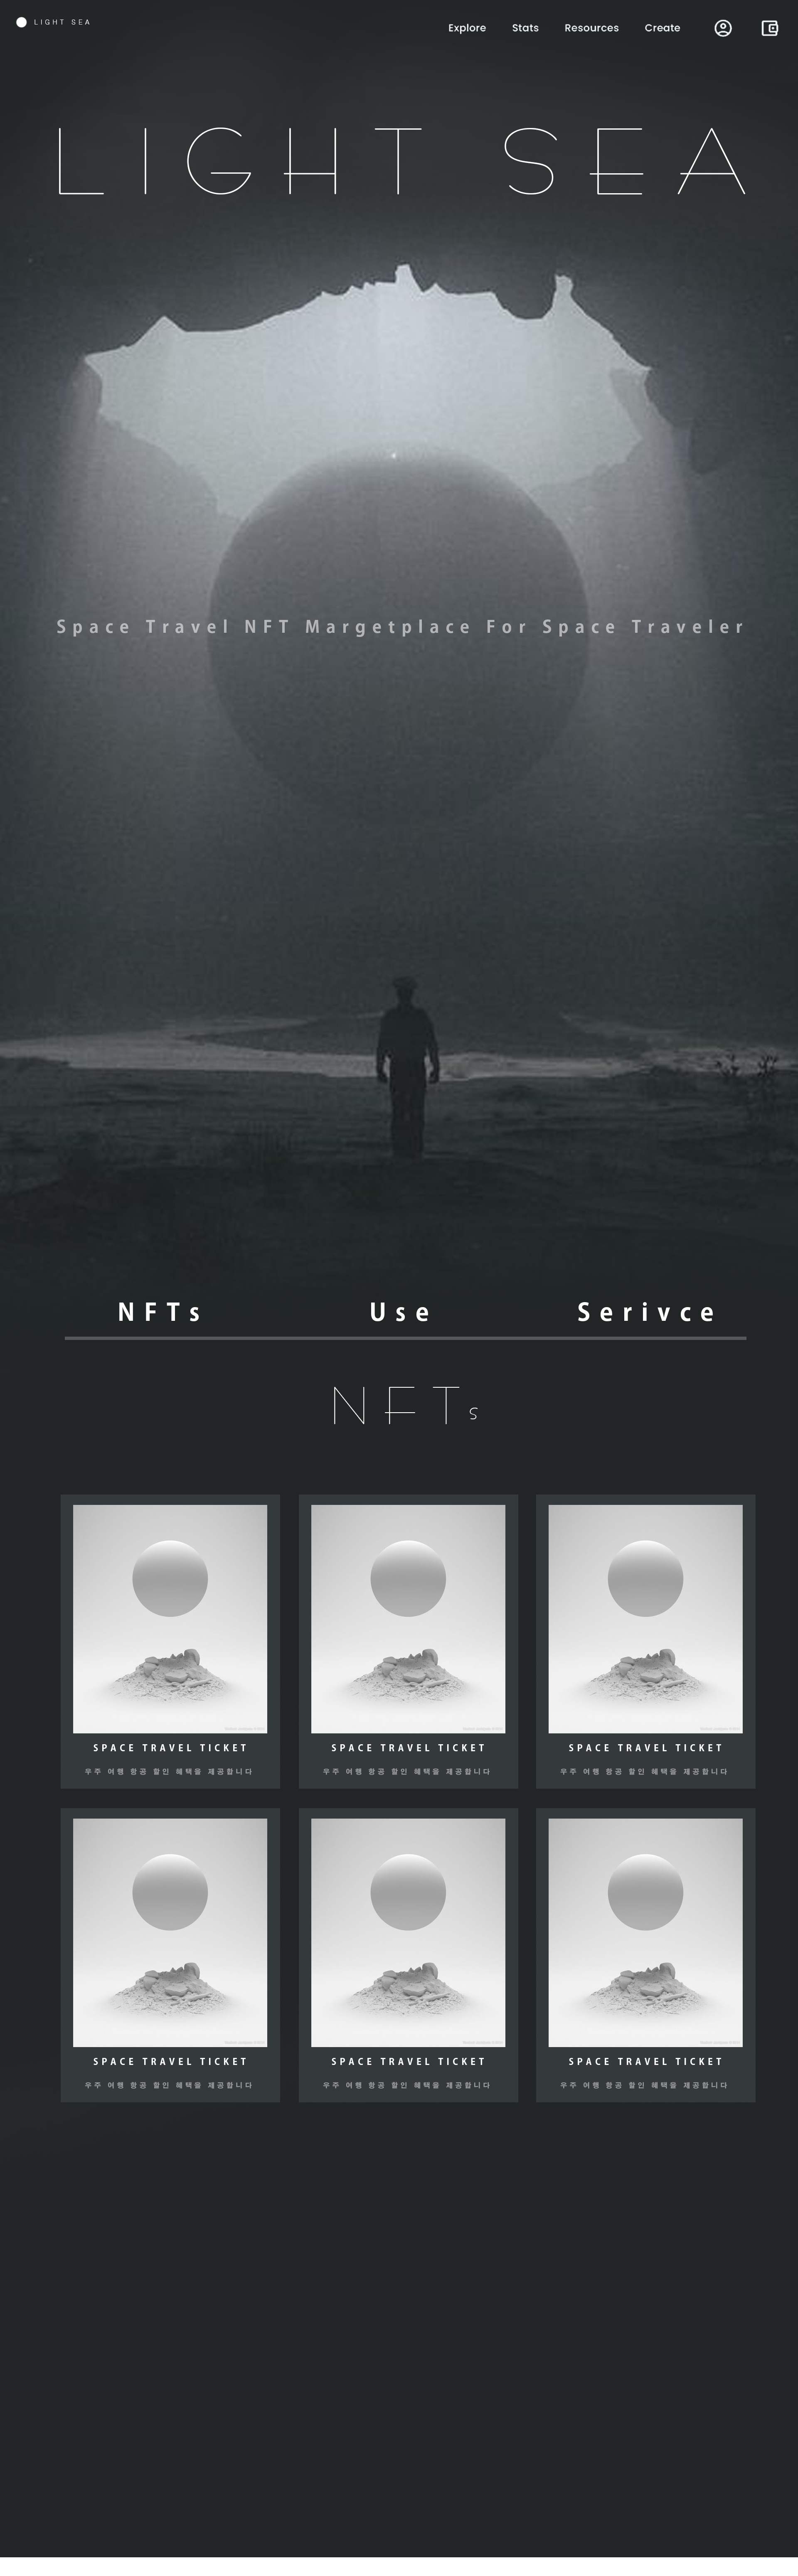 LIGHT SEA
Explore Stats Resources Create
LIGHT SEA
Space Travel NFT Margetplace For Space Traveler
NFTs Use Serivce
NFTs
SPACE TRAVEL TICKET SPACE TRAVEL TICKET SPACE TRAVEL TICKET
우주 여행 항공 할인 혜택을 제공합니다 우주 여행 항공 할인 혜택을 제공합니다 우주 여행 항공 할인 혜택을 제공합니다
SPACE TRAVEL TICKET SPACE TRAVEL TICKET SPACE TRAVEL TICKET
우주 여행 항공 할인 혜택을 제공합니다 우주 여행 항공 할인 혜택을 제공합니다 우주 여행 항공 할인 혜택을 제공합니다